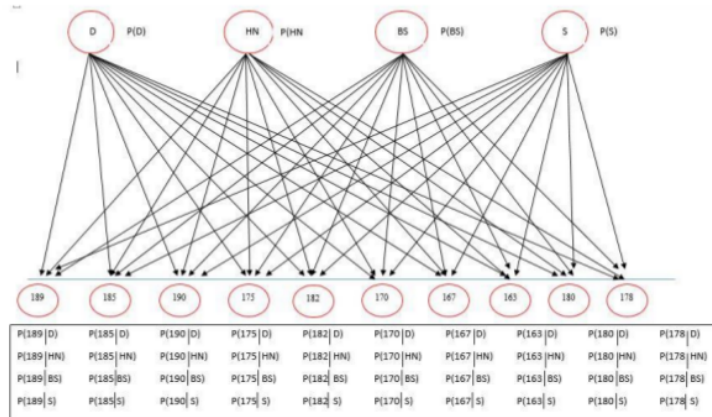 D P(D) HN P(HN BS P(BS) S P(S)
189 185 190 175 182 170 167 163 180 178
P(189|D) P(185|D) P(190|D) P(175|D) P(182|D) P(170|D) P(167|D) P(163|D) P(180|D) P(178|D)
P(189|HN) P(185|HN) P(190|HN) P(175|HN) P(182|HN) P(170|HN) P(167|HN) P(163|HN) P(180|HN) P(178|HN)
P(189|BS) P(185|BS) P(190|BS) P(175|BS) P(182|BS) P(170|BS) P(167|BS) P(163|BS) P(180|BS) P(178|BS)
P(189|S) P(185|S) P(190|S) P(175|S) P(182|S) P(170|S) P(167|S) P(163|S) P(180|S) P(178|S)